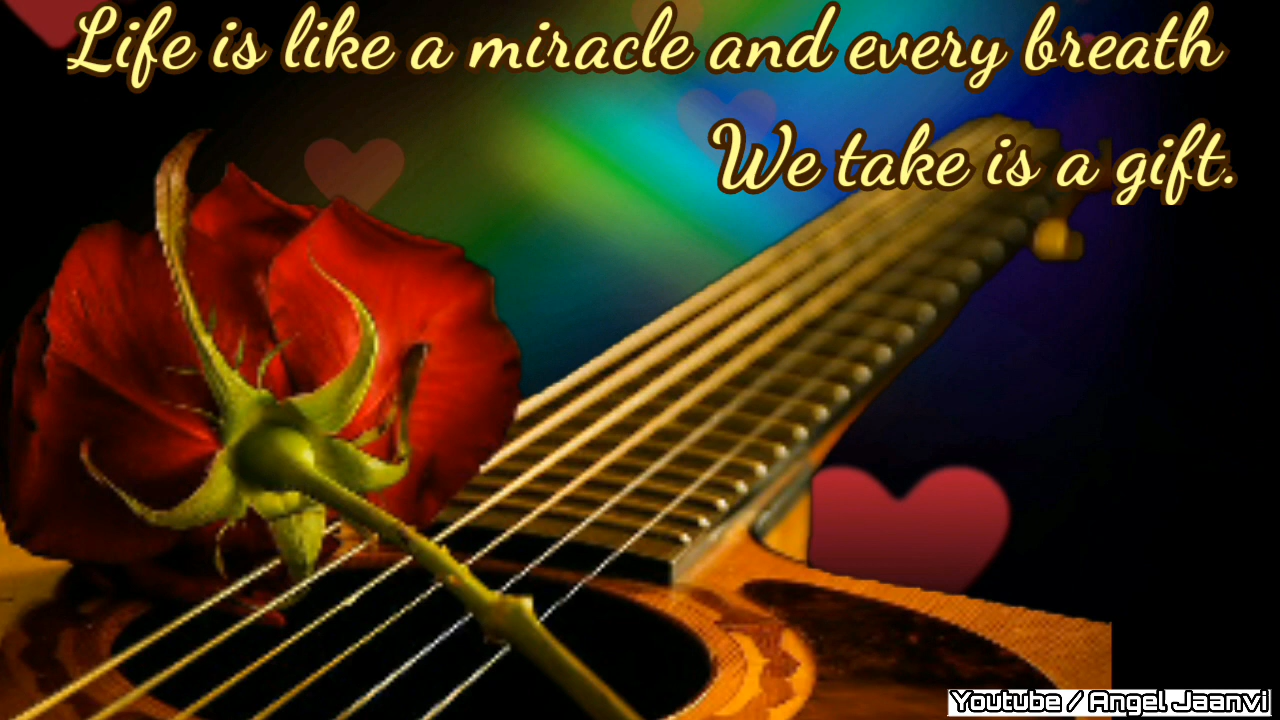 Life is like a miracle and every breath
We take is a gift.
Youtube / Angel Jaanvi